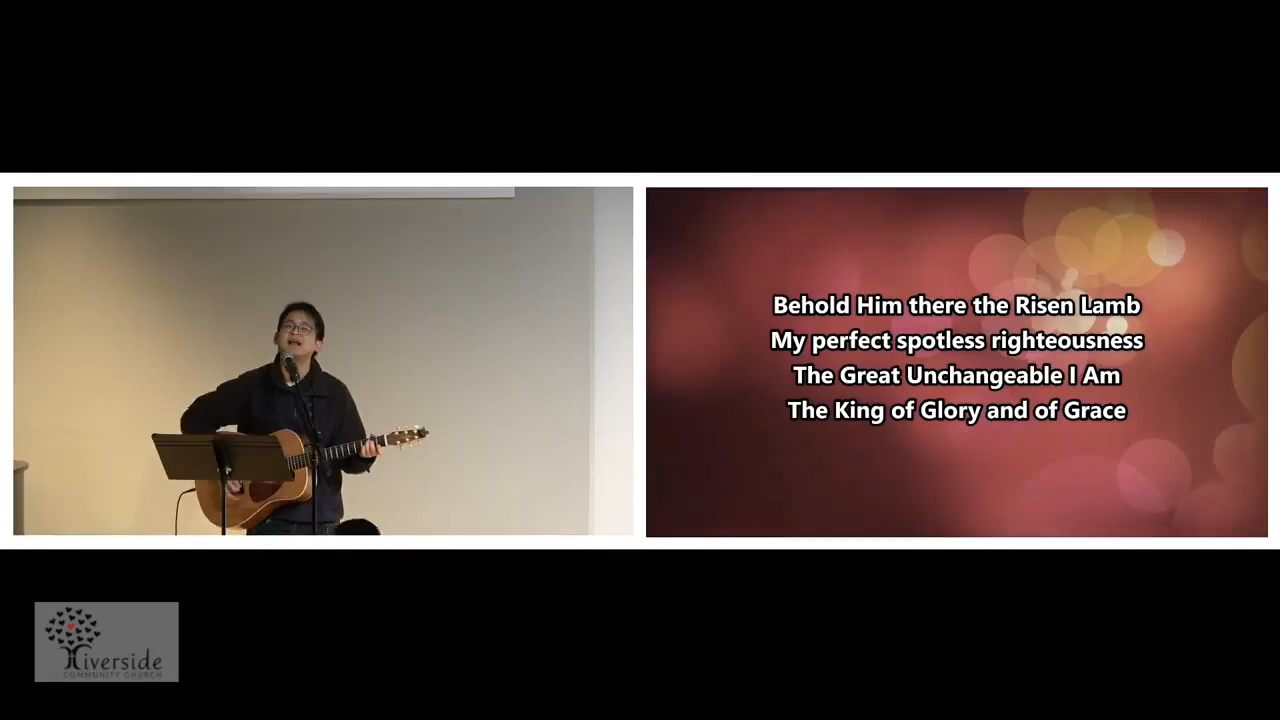 Behold Him there the Risen Lamb
My perfect spotless righteousness
The Great Unchangeable I Am
The King of Glory and of Grace
Riverside
COMMUNITY CHURCH